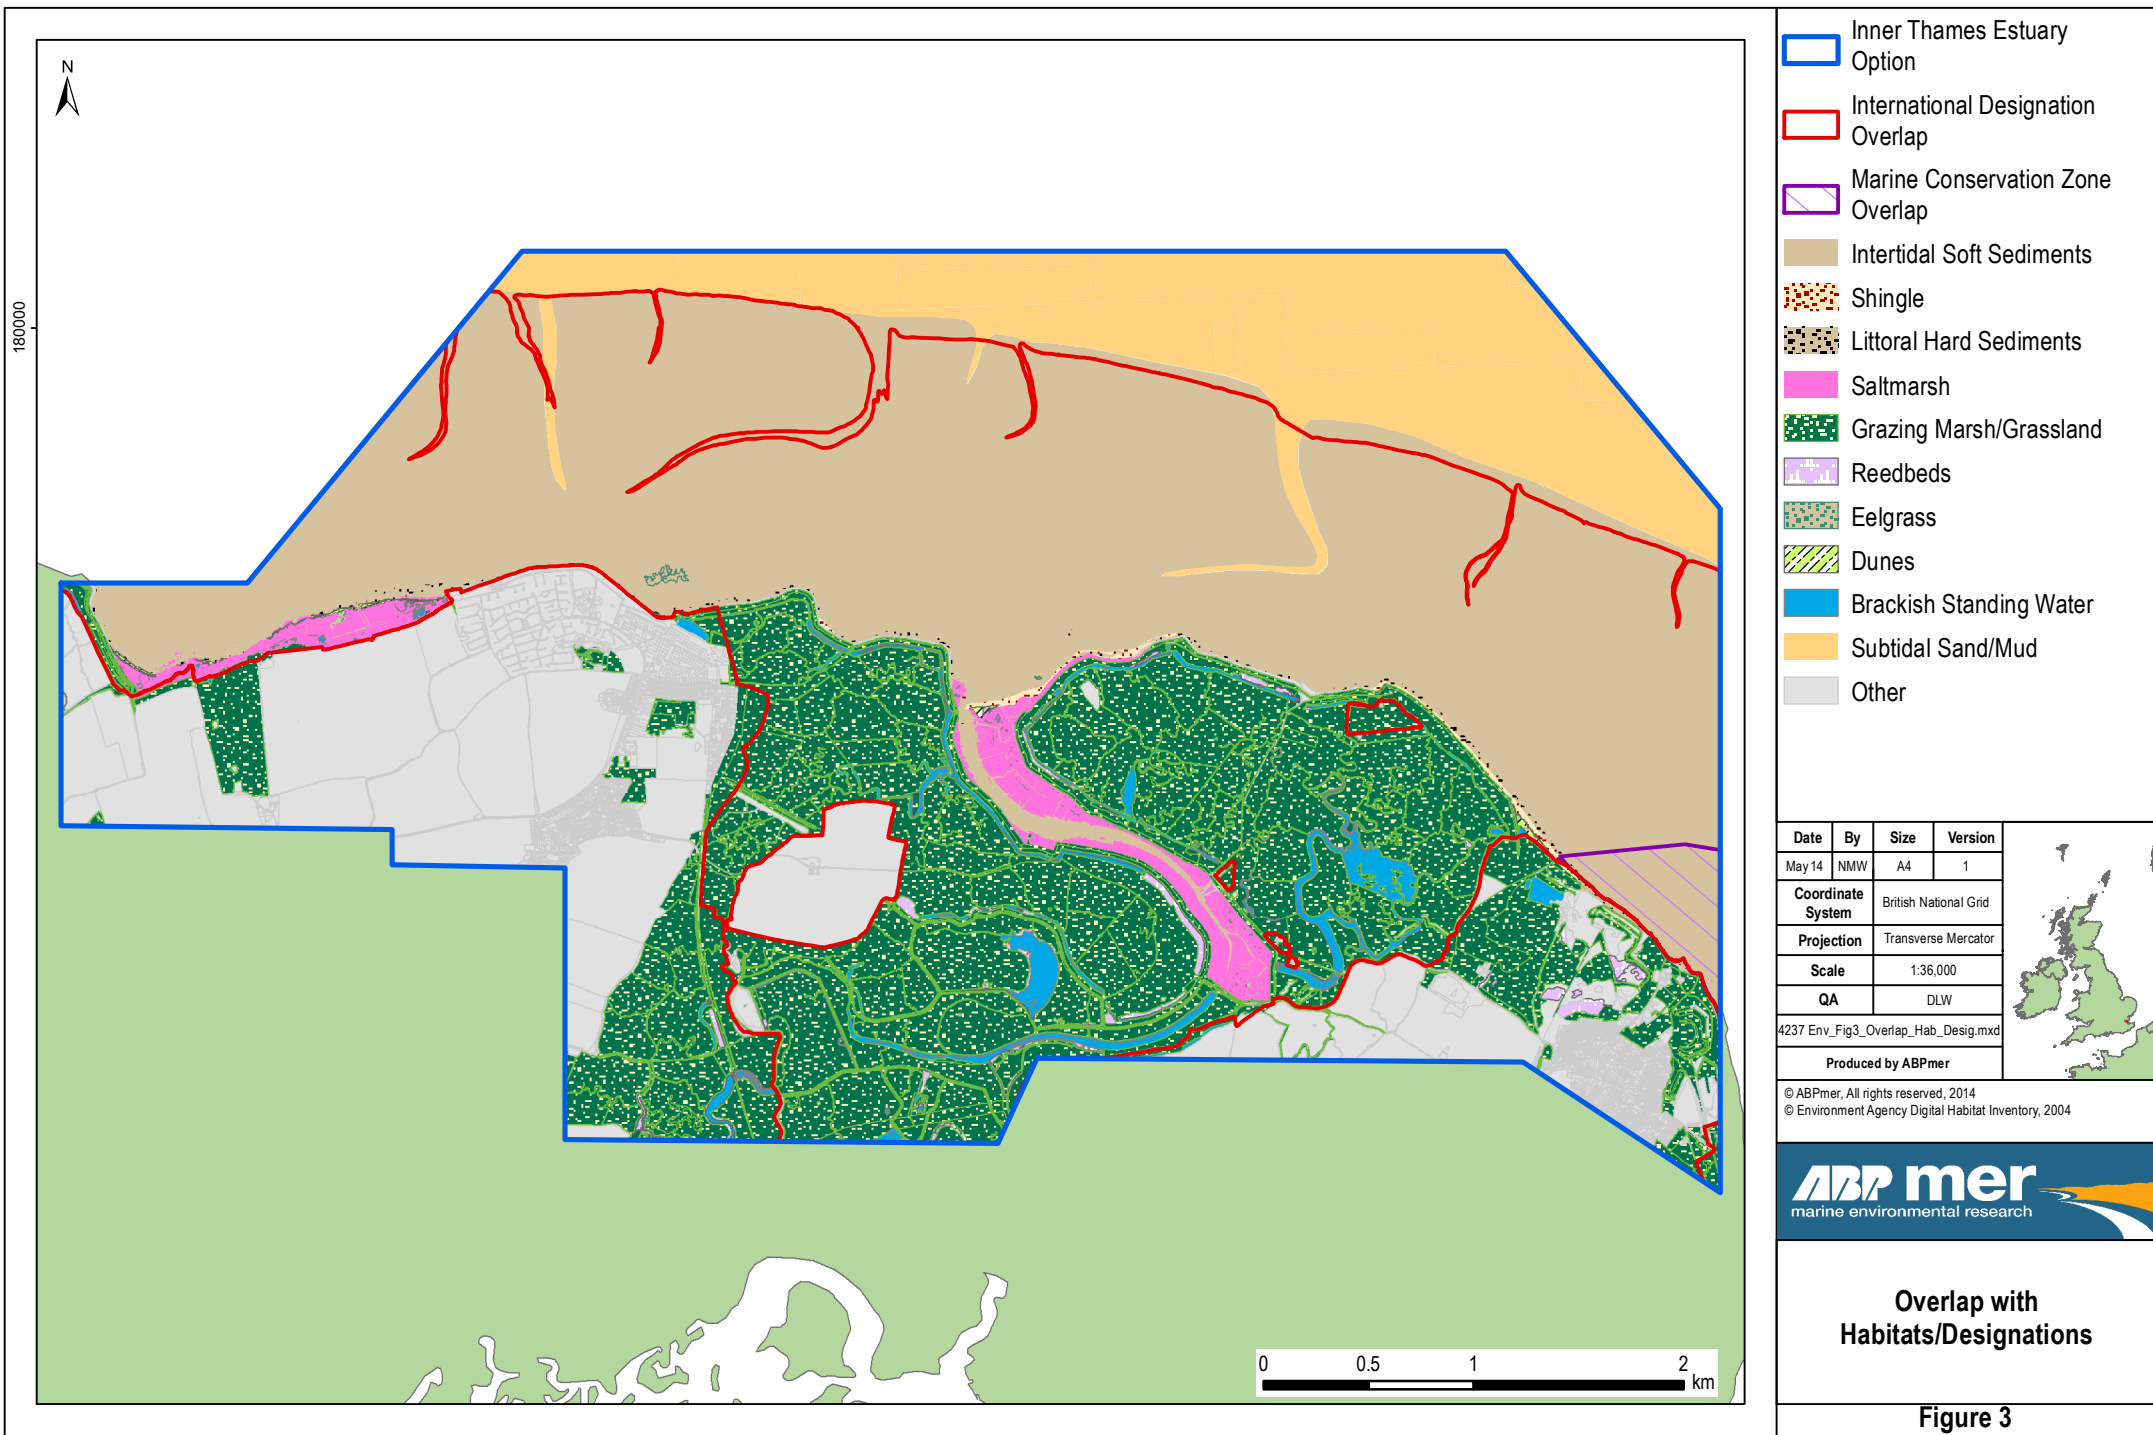 N
180000
0 0.5 1 2
km
Inner Thames Estuary
Option
International Designation
Overlap
Marine Conservation Zone
Overlap
Intertidal Soft Sediments
Shingle
Littoral Hard Sediments
Saltmarsh
Grazing Marsh/Grassland
Reedbeds
Eelgrass
Dunes
Brackish Standing Water
Subtidal Sand/Mud
Other
Date By Size Version
May 14 NMW A4 1
Coordinate
System
British National Grid
Projection Transverse Mercator
Scale 1:36,000
QA DLW
4237 Env_Fig3_Overlap_Hab_Desig.mxd
Produced by ABPmer
© ABPmer, All rights reserved, 2014
© Environment Agency Digital Habitat Inventory, 2004
ABP mer
marine environmental research
Overlap with
Habitats/Designations
Figure 3